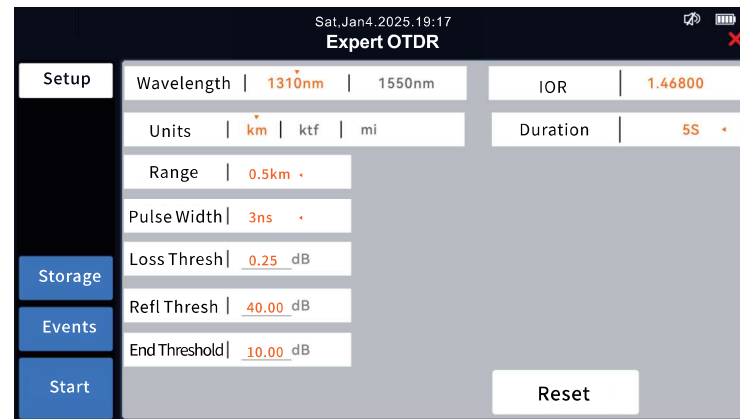 Sat,Jan4.2025.19:17
Expert OTDR
Setup
Wavelength | 1310nm | 1550nm
IOR | 1.46800
Units | km | ktf | mi
Duration | 5S
Range | 0.5km
Pulse Width | 3ns
Loss Thresh | 0.25 dB
Storage
Refl Thresh | 40.00 dB
Events
End Threshold | 10.00 dB
Start
Reset